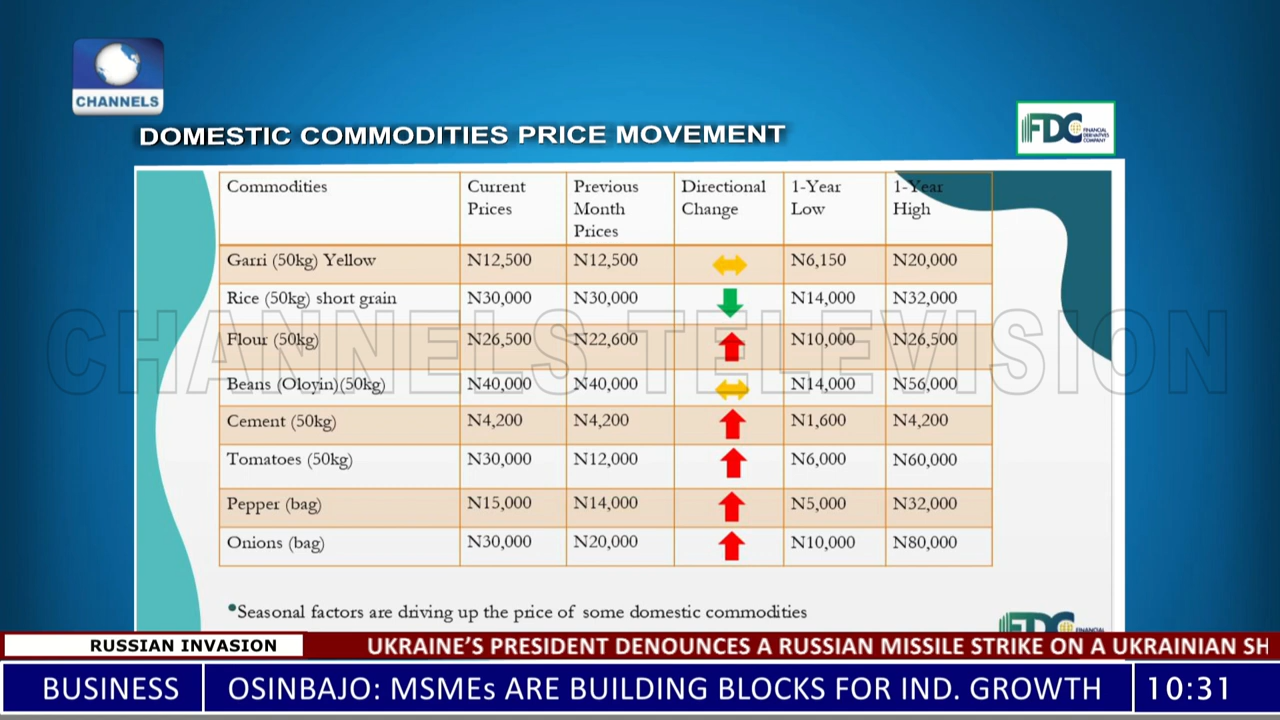 CHANNELS
DOMESTIC COMMODITIES PRICE MOVEMENT
FDC FINANCIAL DERIVATIVES COMPANY
Commodities Current Prices Previous Month Prices Directional Change 1-Year Low 1-Year High
Garri (50kg) Yellow N12,500 N12,500 N6,150 N20,000
Rice (50kg) short grain N30,000 N30,000 N14,000 N32,000
Flour (50kg) N26,500 N22,600 N10,000 N26,500
Beans (Oloyin)(50kg) N40,000 N40,000 N14,000 N56,000
Cement (50kg) N4,200 N4,200 N1,600 N4,200
Tomatoes (50kg) N30,000 N12,000 N6,000 N60,000
Pepper (bag) N15,000 N14,000 N5,000 N32,000
Onions (bag) N30,000 N20,000 N10,000 N80,000
CHANNELS TELEVISION
•Seasonal factors are driving up the price of some domestic commodities
FDC FINANCIAL
RUSSIAN INVASION UKRAINE'S PRESIDENT DENOUNCES A RUSSIAN MISSILE STRIKE ON A UKRAINIAN SH
BUSINESS OSINBAJO: MSMEs ARE BUILDING BLOCKS FOR IND. GROWTH 10:31